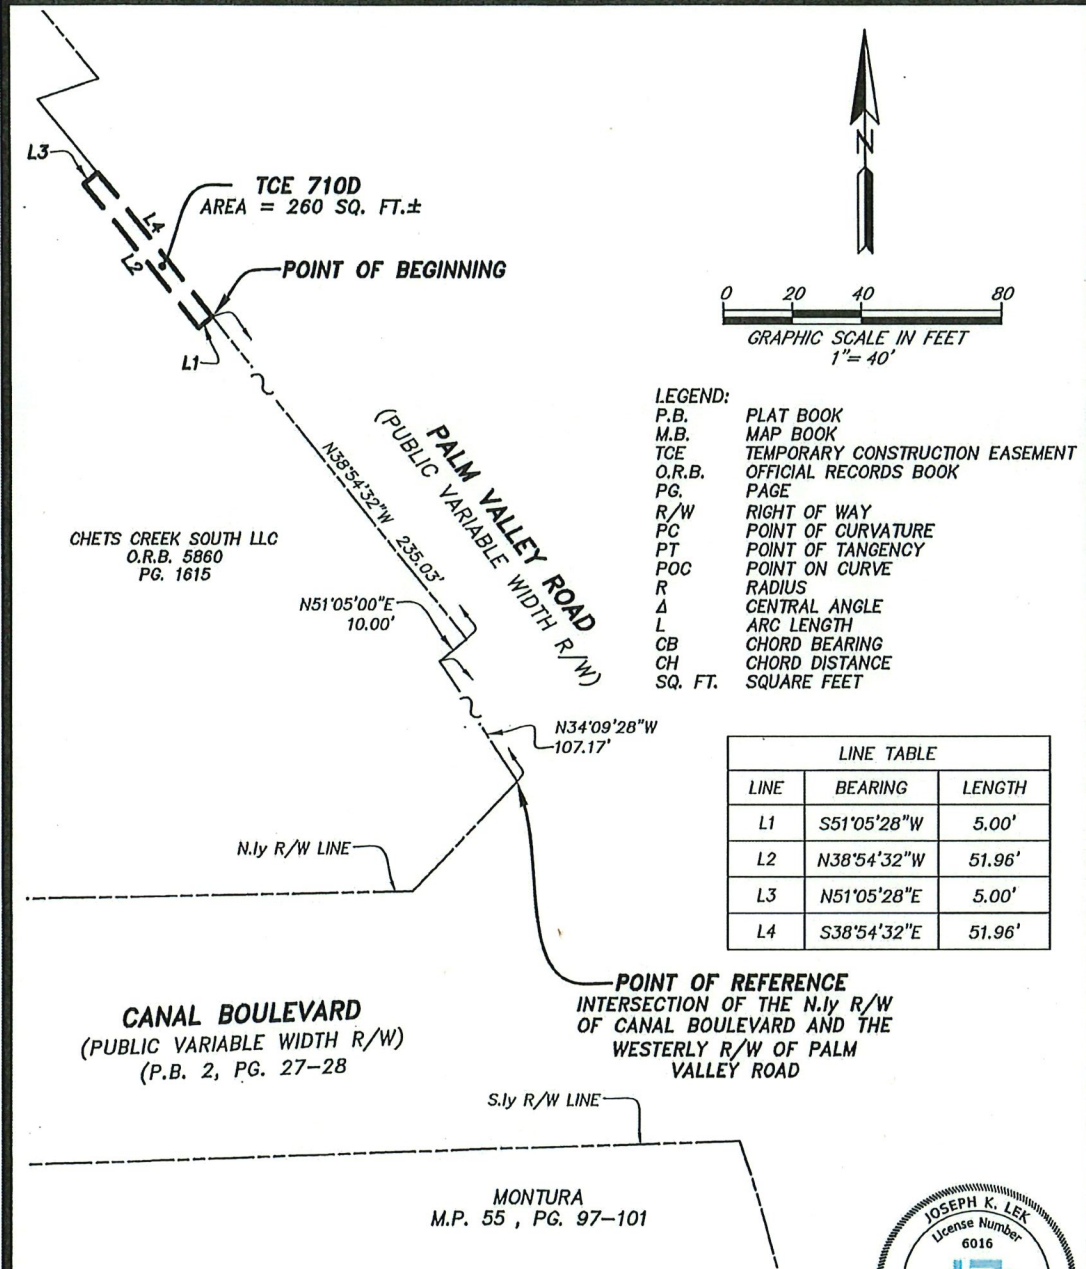 L3
TCE 710D
AREA = 260 SQ. FT.±
L4
L2
POINT OF BEGINNING
L1
N
0 20 40 80
GRAPHIC SCALE IN FEET
1"= 40'
LEGEND:
P.B. PLAT BOOK
M.B. MAP BOOK
TCE TEMPORARY CONSTRUCTION EASEMENT
O.R.B. OFFICIAL RECORDS BOOK
PG. PAGE
R/W RIGHT OF WAY
PC POINT OF CURVATURE
PT POINT OF TANGENCY
POC POINT ON CURVE
R RADIUS
Δ CENTRAL ANGLE
L ARC LENGTH
CB CHORD BEARING
CH CHORD DISTANCE
SQ. FT. SQUARE FEET
PALM VALLEY ROAD
(PUBLIC VARIABLE WIDTH R/W)
N38°54'32"W 235.03'
CHETS CREEK SOUTH LLC
O.R.B. 5860
PG. 1615
N51°05'00"E
10.00'
N34°09'28"W
107.17'
LINE TABLE
LINE BEARING LENGTH
L1 S51°05'28"W 5.00'
L2 N38°54'32"W 51.96'
L3 N51°05'28"E 5.00'
L4 S38°54'32"E 51.96'
N.ly R/W LINE
POINT OF REFERENCE
INTERSECTION OF THE N.ly R/W
OF CANAL BOULEVARD AND THE
WESTERLY R/W OF PALM
VALLEY ROAD
CANAL BOULEVARD
(PUBLIC VARIABLE WIDTH R/W)
(P.B. 2, PG. 27-28
S.ly R/W LINE
MONTURA
M.P. 55 , PG. 97-101
JOSEPH K. LEK
License Number
6016